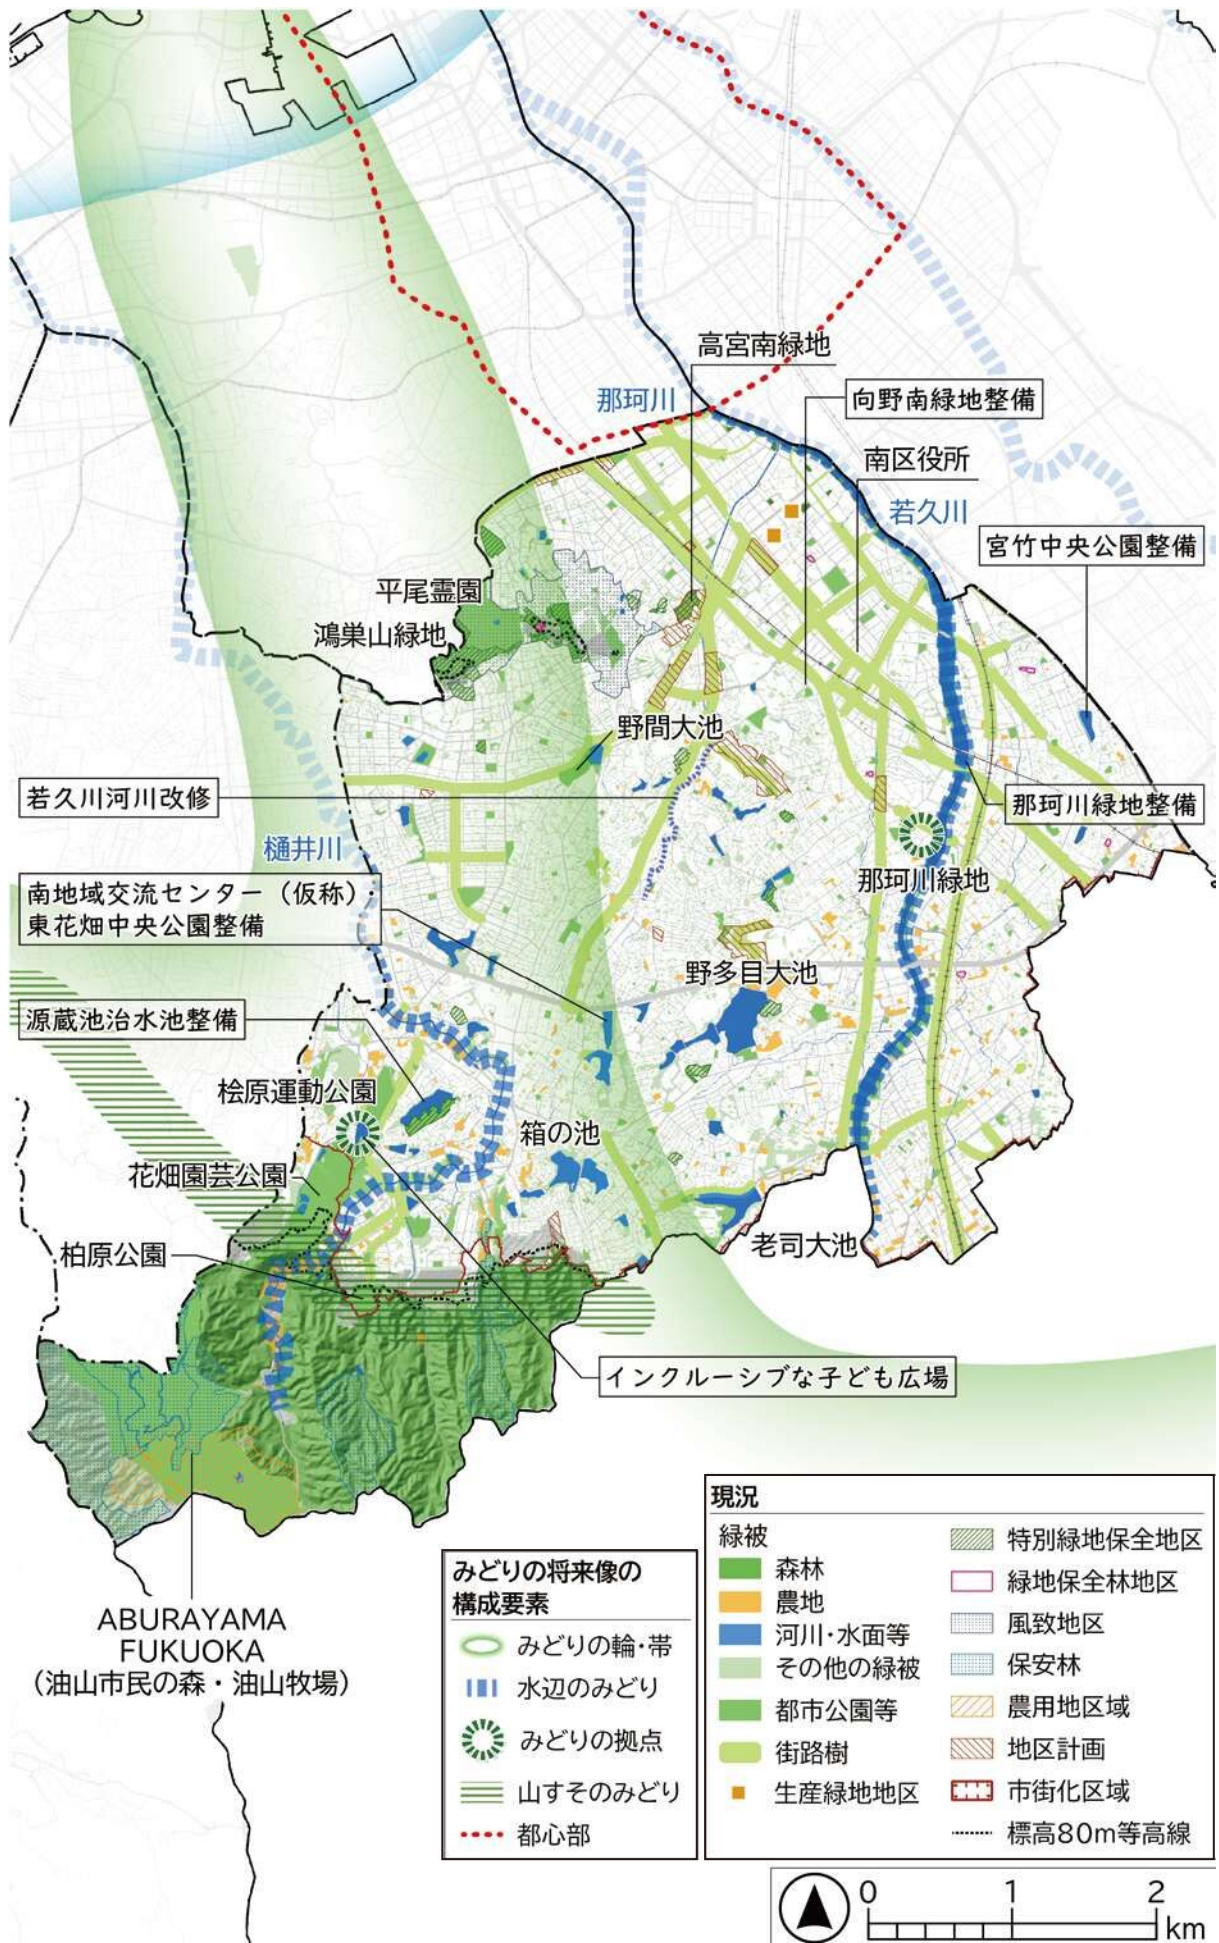 高宮南緑地
那珂川
向野南緑地整備
南区役所
若久川
宮竹中央公園整備
平尾霊園
鴻巣山緑地
野間大池
若久川河川改修
那珂川緑地整備
樋井川
那珂川緑地
南地域交流センター（仮称）・
東花畑中央公園整備
野多目大池
源蔵池治水池整備
桧原運動公園
箱の池
花畑園芸公園
老司大池
柏原公園
インクルーシブな子ども広場
ABURAYAMA
FUKUOKA
（油山市民の森・油山牧場）
みどりの将来像の
構成要素
みどりの輪・帯
水辺のみどり
みどりの拠点
山すそのみどり
都心部
現況
緑被
森林
農地
河川・水面等
その他の緑被
都市公園等
街路樹
生産緑地地区
特別緑地保全地区
緑地保全林地区
風致地区
保安林
農用地区域
地区計画
市街化区域
標高80m等高線
0 1 2
km